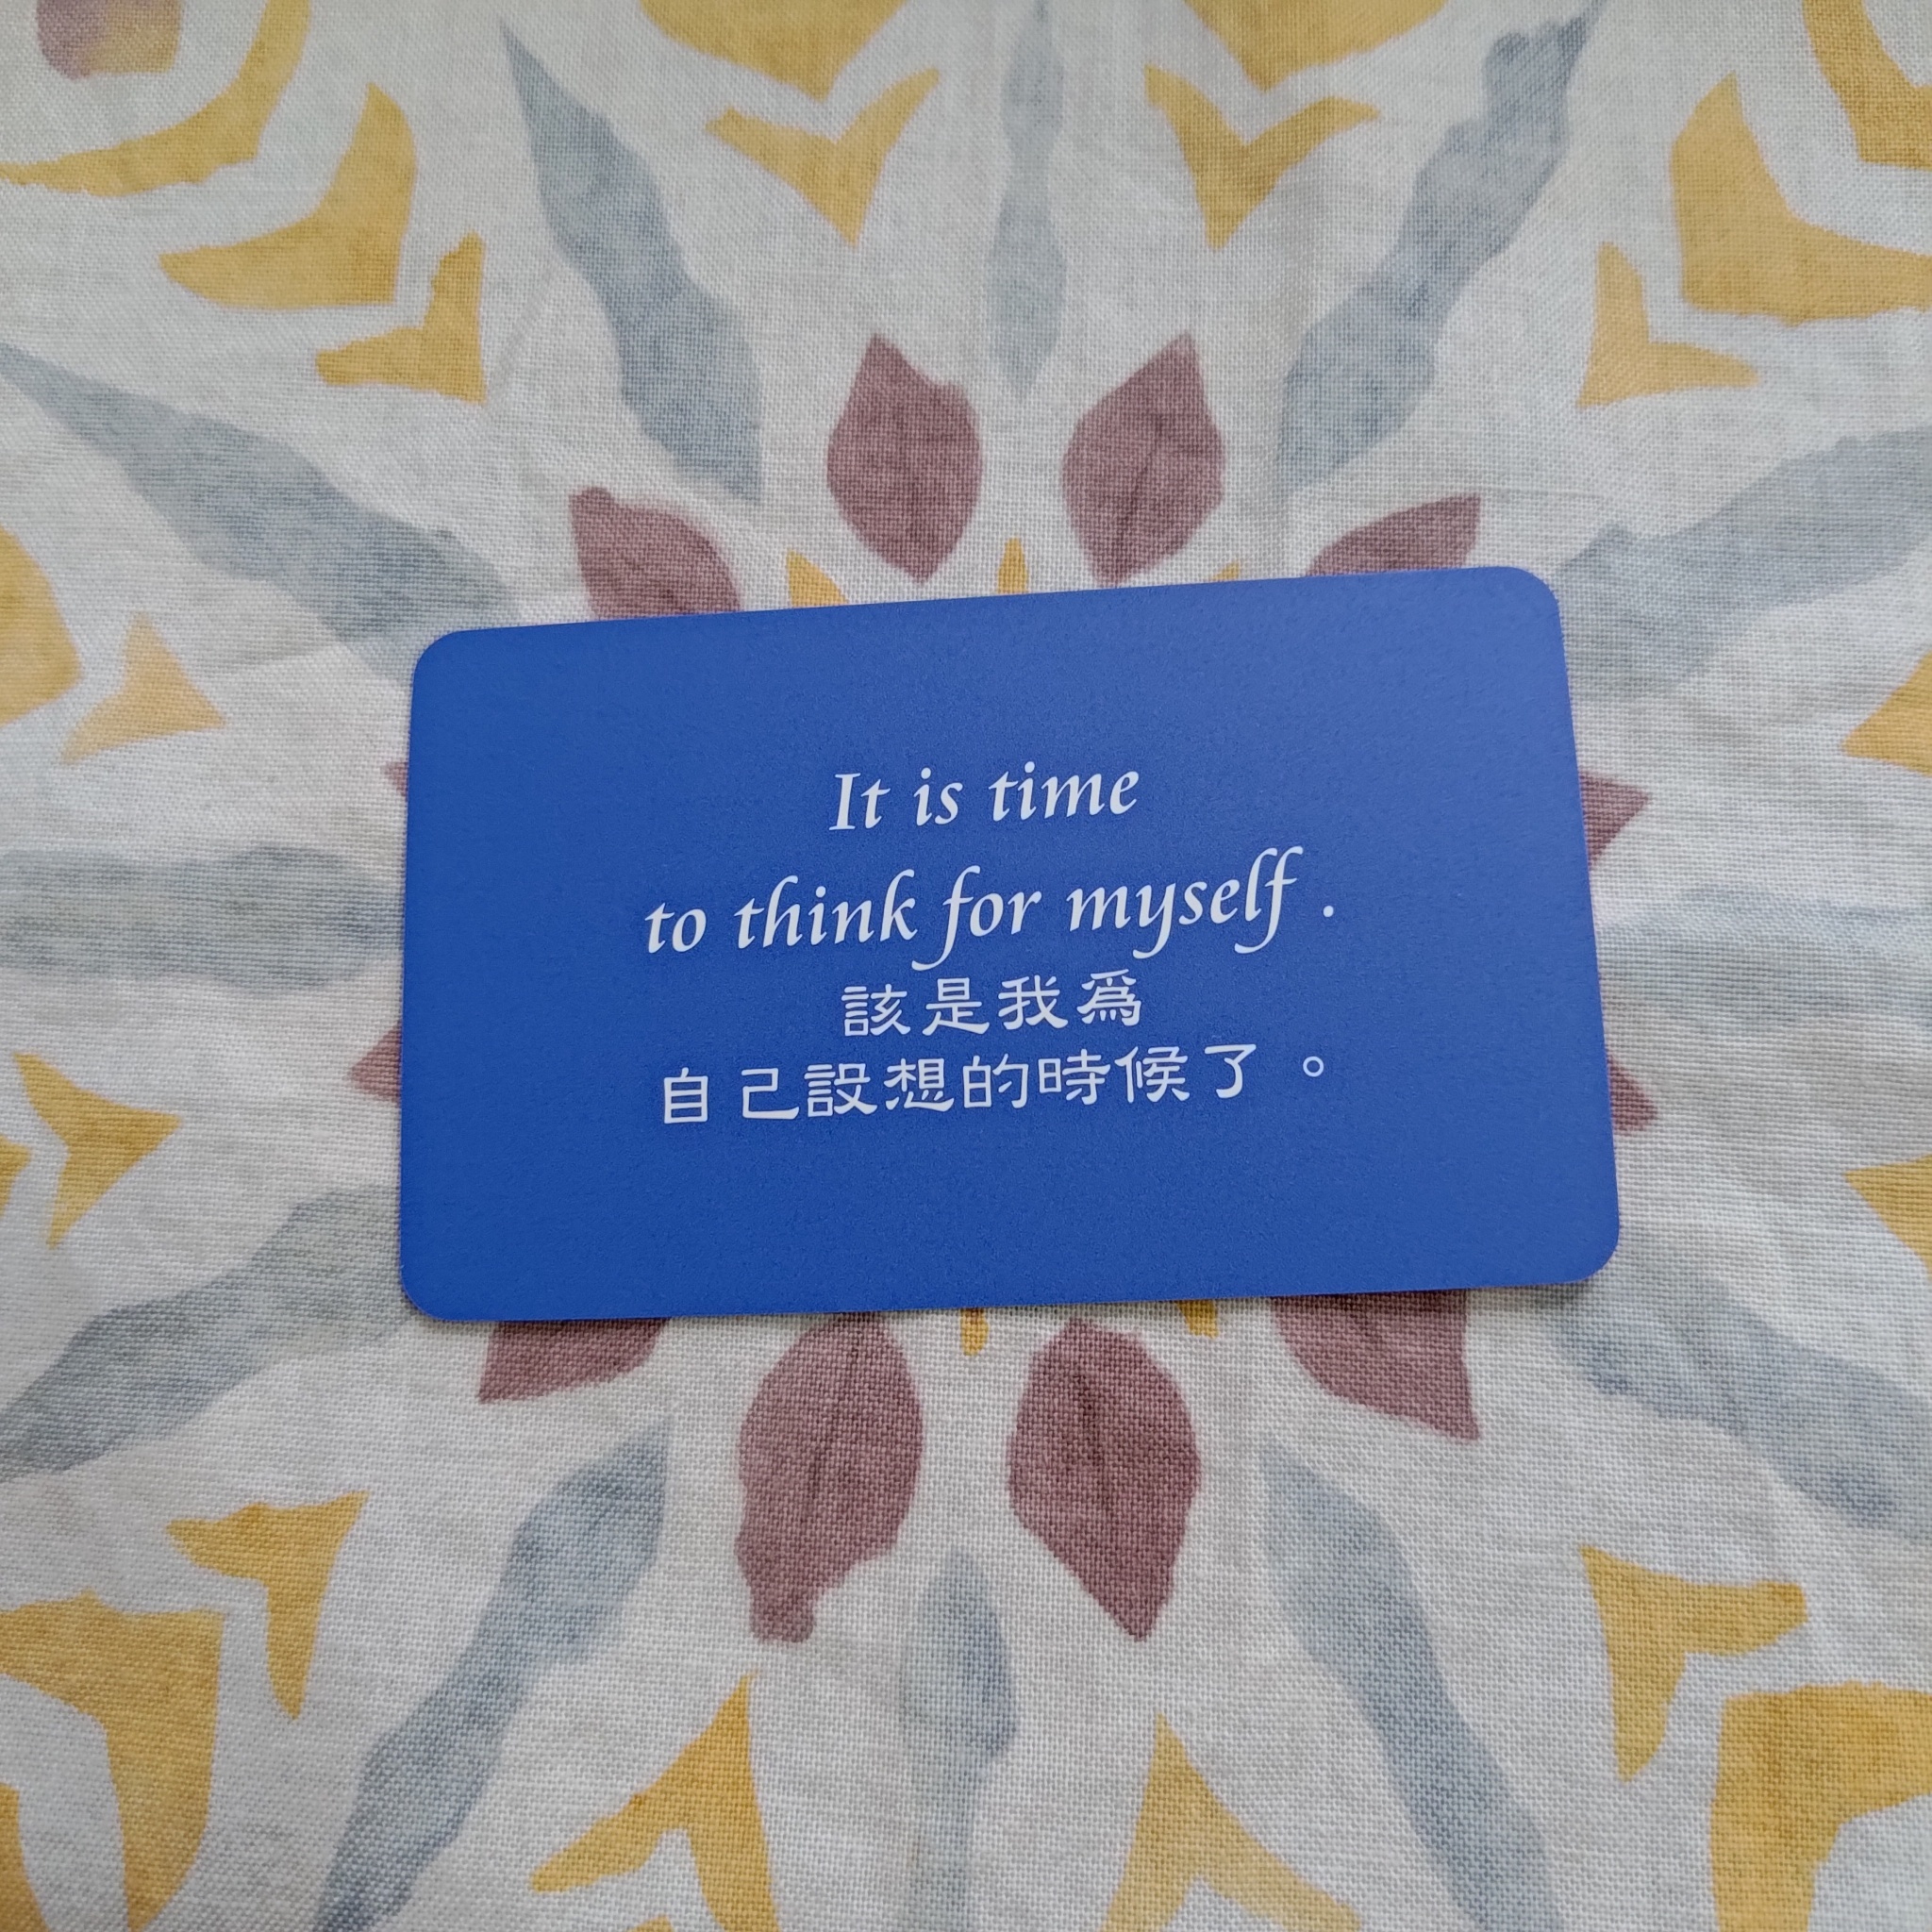 It is time
to think for myself .
該是我爲
自己設想的時候了。